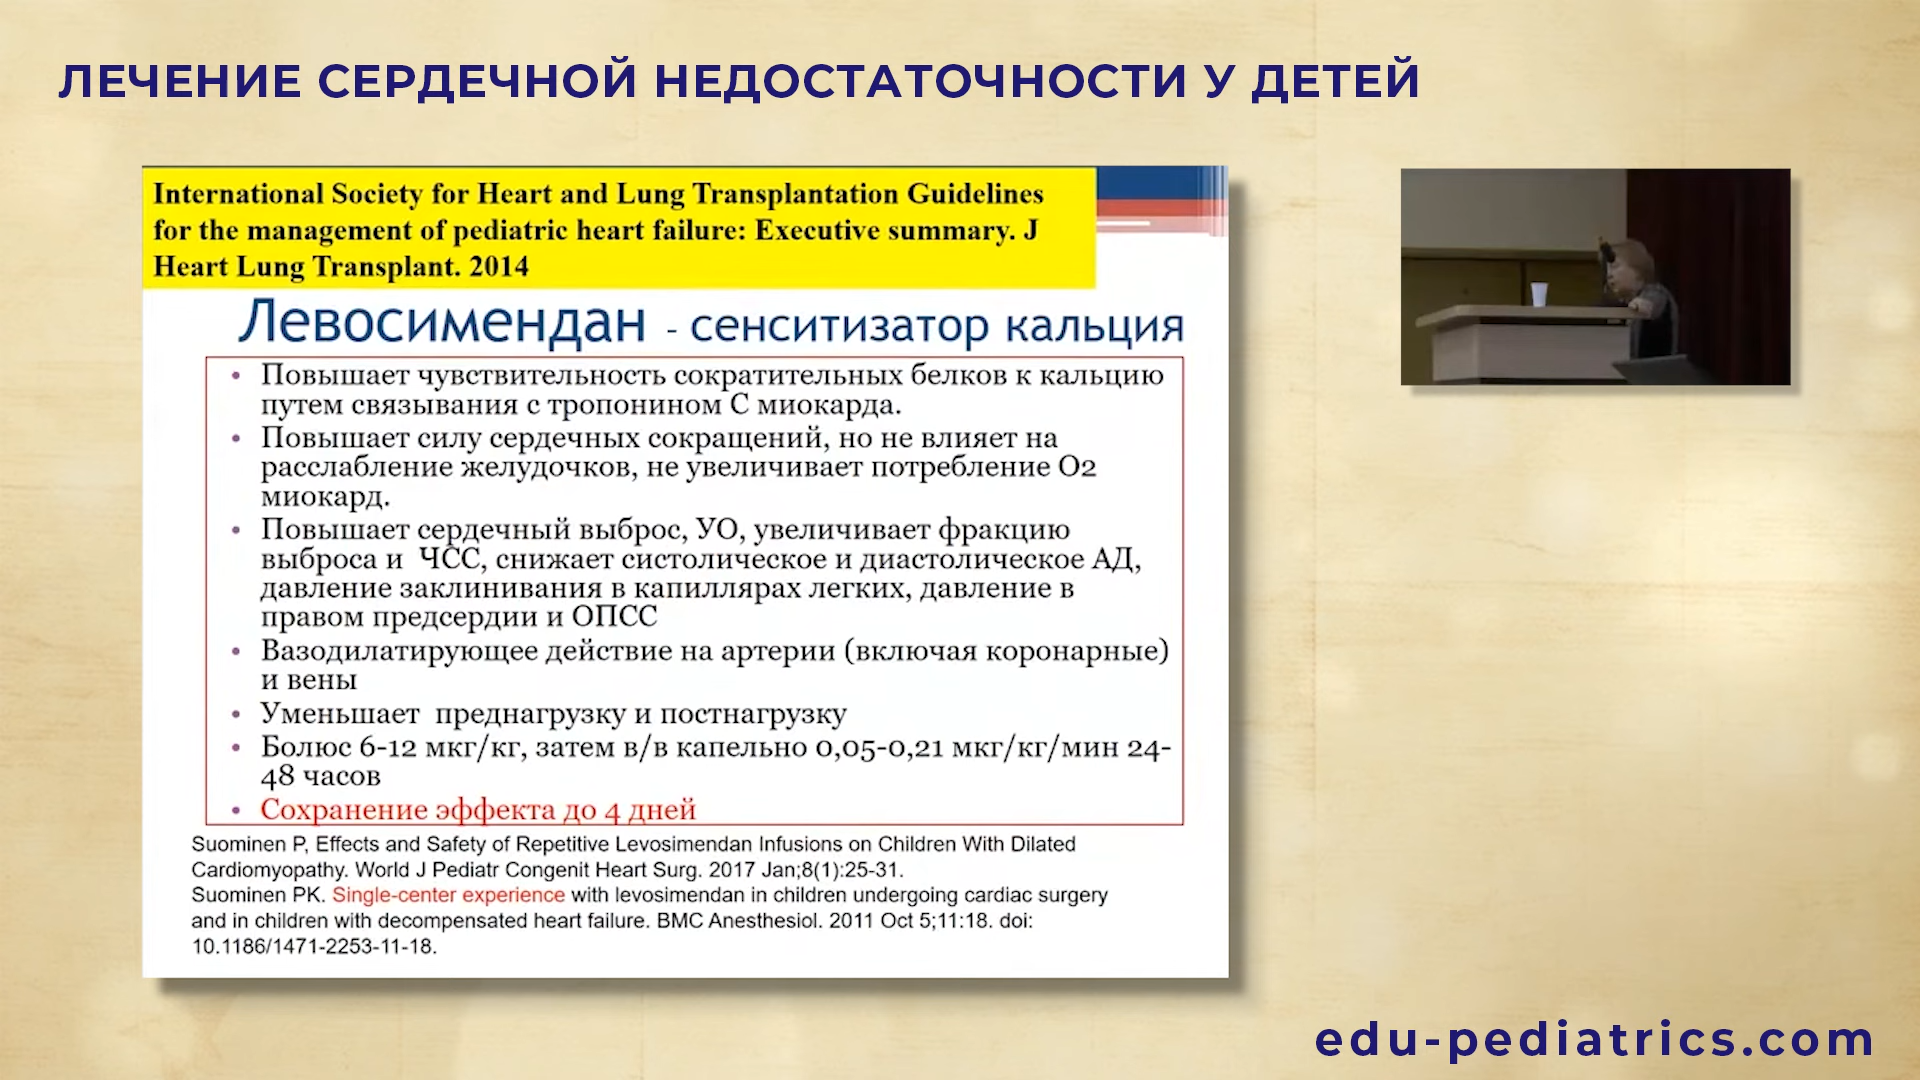 ЛЕЧЕНИЕ СЕРДЕЧНОЙ НЕДОСТАТОЧНОСТИ У ДЕТЕЙ
International Society for Heart and Lung Transplantation Guidelines
for the management of pediatric heart failure: Executive summary. J
Heart Lung Transplant. 2014
Левосимендан - сенситизатор кальция
• Повышает чувствительность сократительных белков к кальцию
путем связывания с тропонином С миокарда.
• Повышает силу сердечных сокращений, но не влияет на
расслабление желудочков, не увеличивает потребление О2
миокард.
• Повышает сердечный выброс, УО, увеличивает фракцию
выброса и ЧСС, снижает систолическое и диастолическое АД,
давление заклинивания в капиллярах легких, давление в
правом предсердии и ОПСС
• Вазодилатирующее действие на артерии (включая коронарные)
и вены
• Уменьшает преднагрузку и постнагрузку
• Болюс 6-12 мкг/кг, затем в/в капельно 0,05-0,21 мкг/кг/мин 24-
48 часов
• Сохранение эффекта до 4 дней
Suominen P, Effects and Safety of Repetitive Levosimendan Infusions on Children With Dilated
Cardiomyopathy. World J Pediatr Congenit Heart Surg. 2017 Jan;8(1):25-31.
Suominen PK. Single-center experience with levosimendan in children undergoing cardiac surgery
and in children with decompensated heart failure. BMC Anesthesiol. 2011 Oct 5;11:18. doi:
10.1186/1471-2253-11-18.
edu-pediatrics.com